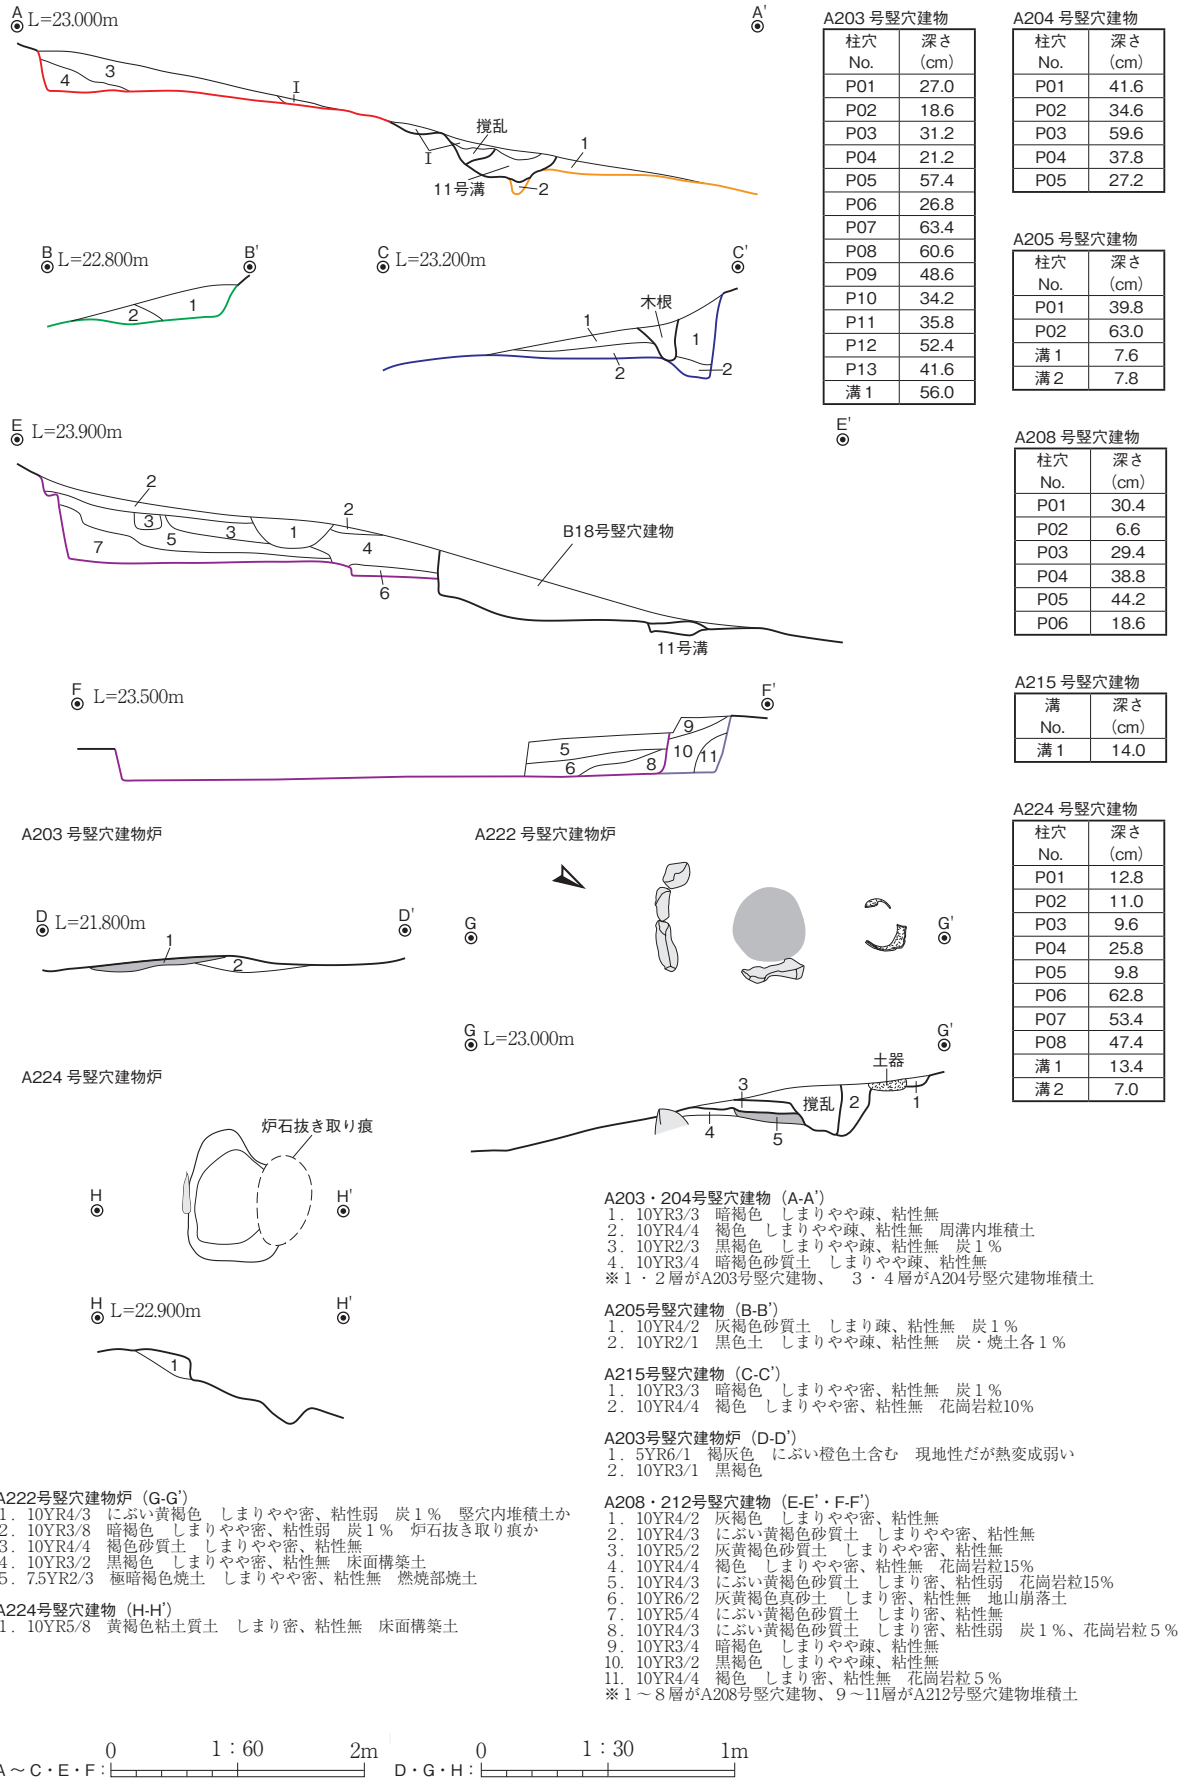 A L=23.000m A'
3
4
I
I
撹乱
1
11号溝
2
B L=22.800m B'
1
2
C L=23.200m C'
木根
1
1
2
2
E L=23.900m E'
2
3
2
3
1
7
5
4
6
B18号竪穴建物
11号溝
F L=23.500m F'
5
6
8
9
10
11
A203号竪穴建物
柱穴 No. 深さ (cm)
P01 27.0
P02 18.6
P03 31.2
P04 21.2
P05 57.4
P06 26.8
P07 63.4
P08 60.6
P09 48.6
P10 34.2
P11 35.8
P12 52.4
P13 41.6
溝1 56.0
A204号竪穴建物
柱穴 No. 深さ (cm)
P01 41.6
P02 34.6
P03 59.6
P04 37.8
P05 27.2
A205号竪穴建物
柱穴 No. 深さ (cm)
P01 39.8
P02 63.0
溝1 7.6
溝2 7.8
A208号竪穴建物
柱穴 No. 深さ (cm)
P01 30.4
P02 6.6
P03 29.4
P04 38.8
P05 44.2
P06 18.6
A215号竪穴建物
溝 No. 深さ (cm)
溝1 14.0
A224号竪穴建物
柱穴 No. 深さ (cm)
P01 12.8
P02 11.0
P03 9.6
P04 25.8
P05 9.8
P06 62.8
P07 53.4
P08 47.4
溝1 13.4
溝2 7.0
A203号竪穴建物炉
D L=21.800m D'
1
2
A222号竪穴建物炉
G G'
G L=23.000m G'
土器
3
撹乱
2
1
4
5
A224号竪穴建物炉
炉石抜き取り痕
H H'
H L=22.900m H'
1
A203・204号竪穴建物（A-A'）
1. 10YR3/3 暗褐色 しまりやや疎、粘性無
2. 10YR4/4 褐色 しまりやや疎、粘性無 周溝内堆積土
3. 10YR2/3 黒褐色 しまりやや疎、粘性無 炭1%
4. 10YR3/4 暗褐色砂質土 しまりやや疎、粘性無
※1・2層がA203号竪穴建物、 3・4層がA204号竪穴建物堆積土
A205号竪穴建物（B-B'）
1. 10YR4/2 灰褐色砂質土 しまり疎、粘性無 炭1%
2. 10YR2/1 黒色土 しまりやや疎、粘性無 炭・焼土各1%
A215号竪穴建物（C-C'）
1. 10YR3/3 暗褐色 しまりやや密、粘性無 炭1%
2. 10YR4/4 褐色 しまりやや密、粘性無 花崗岩粒10%
A203号竪穴建物炉（D-D'）
1. 5YR6/1 褐灰色 にぶい橙色土含む 現地性だが熱変成弱い
2. 10YR3/1 黒褐色
A208・212号竪穴建物（E-E'・F-F'）
1. 10YR4/2 灰褐色 しまりやや密、粘性無
2. 10YR4/3 にぶい黄褐色砂質土 しまりやや密、粘性無
3. 10YR5/2 灰黄褐色砂質土 しまりやや密、粘性無
4. 10YR4/4 褐色 しまりやや密、粘性無 花崗岩粒15%
5. 10YR4/3 にぶい黄褐色砂質土 しまり密、粘性弱 花崗岩粒15%
6. 10YR6/2 灰黄褐色真砂土 しまり密、粘性無 地山崩落土
7. 10YR5/4 にぶい黄褐色砂質土 しまり密、粘性無
8. 10YR4/3 にぶい黄褐色砂質土 しまり密、粘性弱 炭1%、花崗岩粒5%
9. 10YR3/4 暗褐色 しまりやや疎、粘性無
10. 10YR3/2 黒褐色 しまりやや疎、粘性無
11. 10YR4/4 褐色 しまり密、粘性無 花崗岩粒5%
※1～8層がA208号竪穴建物、9～11層がA212号竪穴建物堆積土
A222号竪穴建物炉（G-G'）
1. 10YR4/3 にぶい黄褐色 しまりやや密、粘性弱 炭1% 竪穴内堆積土か
2. 10YR3/8 暗褐色 しまりやや密、粘性弱 炭1% 炉石抜き取り痕か
3. 10YR4/4 褐色砂質土 しまりやや密、粘性無
4. 10YR3/2 黒褐色 しまりやや密、粘性無 床面構築土
5. 7.5YR2/3 極暗褐色焼土 しまりやや密、粘性無 燃焼部焼土
A224号竪穴建物（H-H'）
1. 10YR5/8 黄褐色粘土質土 しまり密、粘性無 床面構築土
A～C・E・F： 0 1：60 2m
D・G・H： 0 1：30 1m